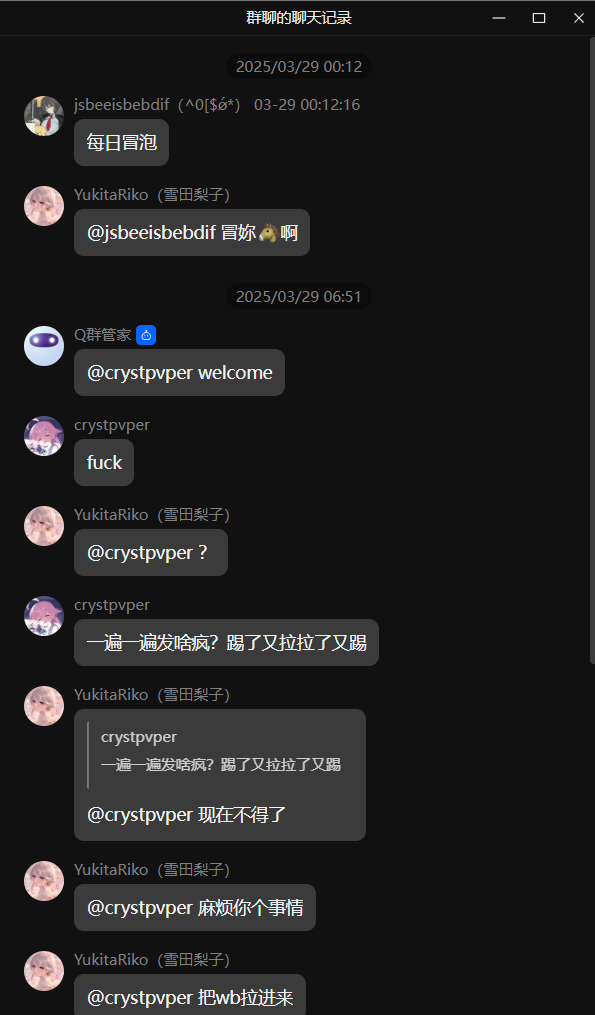 群聊的聊天记录
2025/03/29 00:12
jsbeeisbebdif（^0[$ǿ*） 03-29 00:12:16
每日冒泡
YukitaRiko（雪田梨子）
@jsbeeisbebdif 冒妳🐴啊
2025/03/29 06:51
Q群管家
@crystpvper welcome
crystpvper
fuck
YukitaRiko（雪田梨子）
@crystpvper ？
crystpvper
一遍一遍发啥疯？踢了又拉拉了又踢
YukitaRiko（雪田梨子）
crystpvper
一遍一遍发啥疯？踢了又拉拉了又踢
@crystpvper 现在不得了
YukitaRiko（雪田梨子）
@crystpvper 麻烦你个事情
YukitaRiko（雪田梨子）
@crystpvper 把wb拉进来